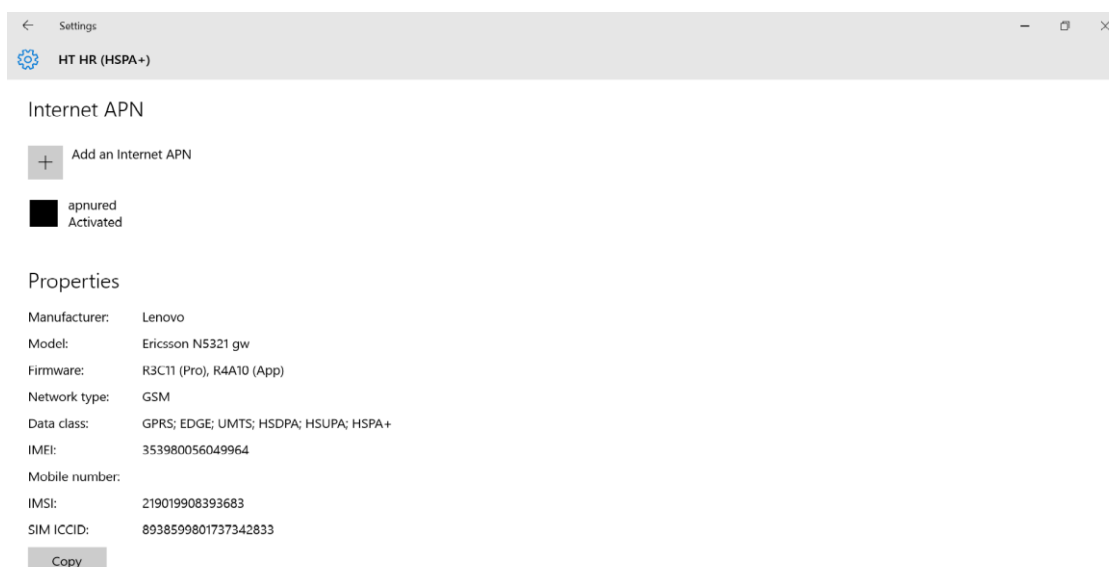 Settings
HT HR (HSPA+)
Internet APN
Add an Internet APN
apnured
Activated
Properties
Manufacturer: Lenovo
Model: Ericsson N5321 gw
Firmware: R3C11 (Pro), R4A10 (App)
Network type: GSM
Data class: GPRS; EDGE; UMTS; HSDPA; HSUPA; HSPA+
IMEI: 353980056049964
Mobile number:
IMSI: 219019908393683
SIM ICCID: 8938599801737342833
Copy